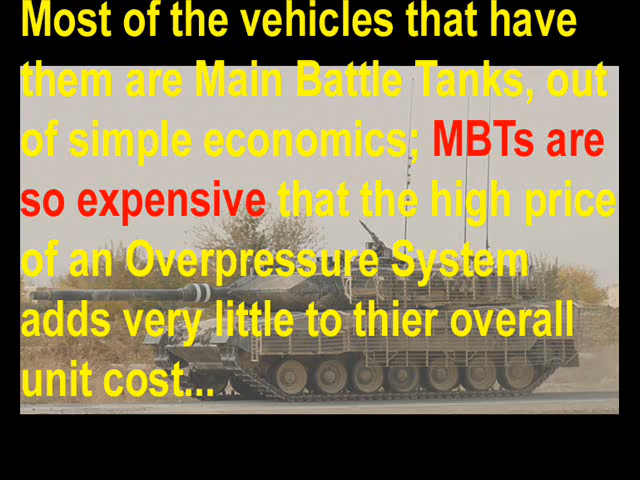 Most of the vehicles that have
them are Main Battle Tanks, out
of simple economics; MBTs are
so expensive that the high price
of an Overpressure System
adds very little to thier overall
unit cost...